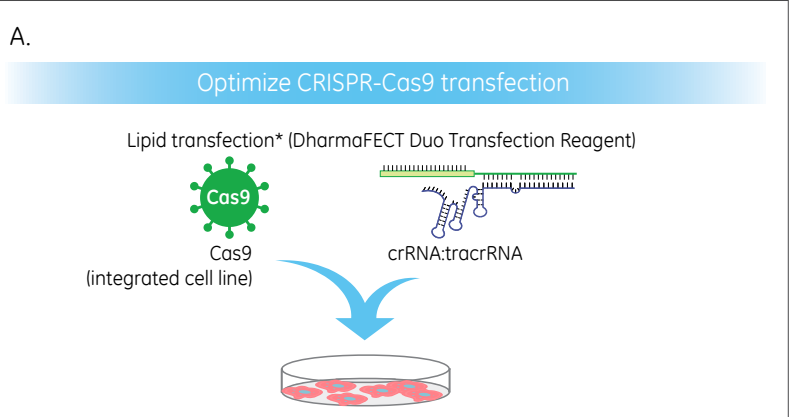 A.
Optimize CRISPR-Cas9 transfection
Lipid transfection* (DharmaFECT Duo Transfection Reagent)
Cas9
Cas9
(integrated cell line)
crRNA:tracrRNA